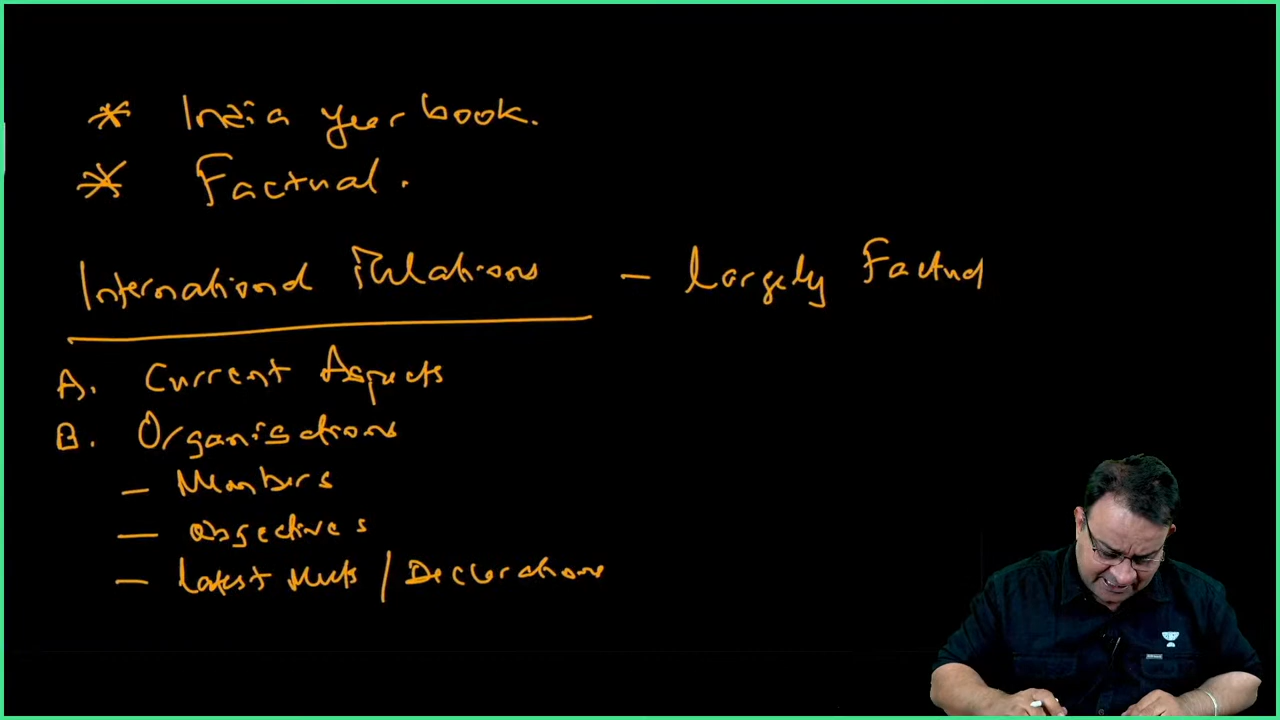 * India year book.
* Factual.
International Relations - largely Factual
A. Current Aspects
B. Organisations
- Members
- objectives
- latest Meets / Declarations